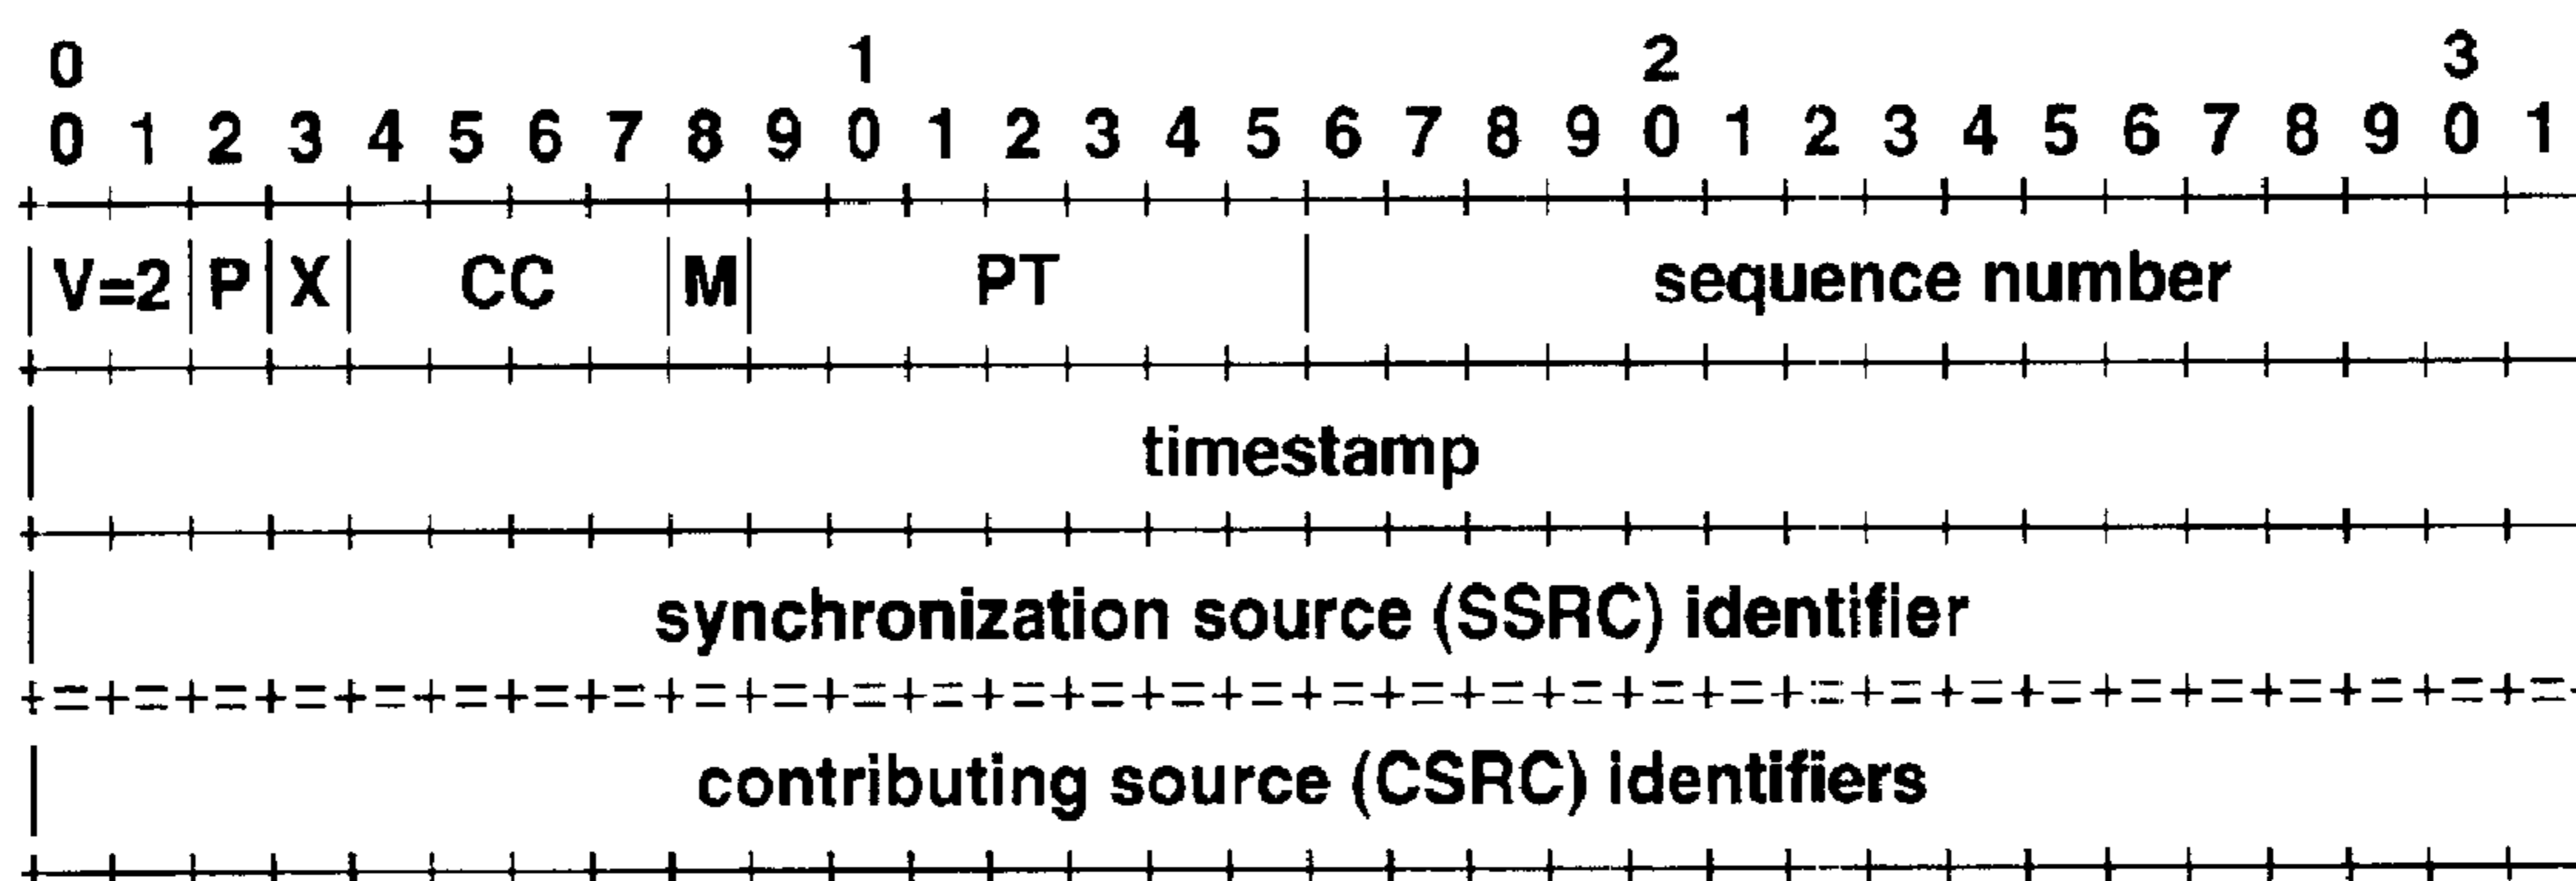 0 1 2 3
0 1 2 3 4 5 6 7 8 9 0 1 2 3 4 5 6 7 8 9 0 1 2 3 4 5 6 7 8 9 0 1
V=2 P X CC M PT sequence number
timestamp
synchronization source (SSRC) identifier
contributing source (CSRC) identifiers